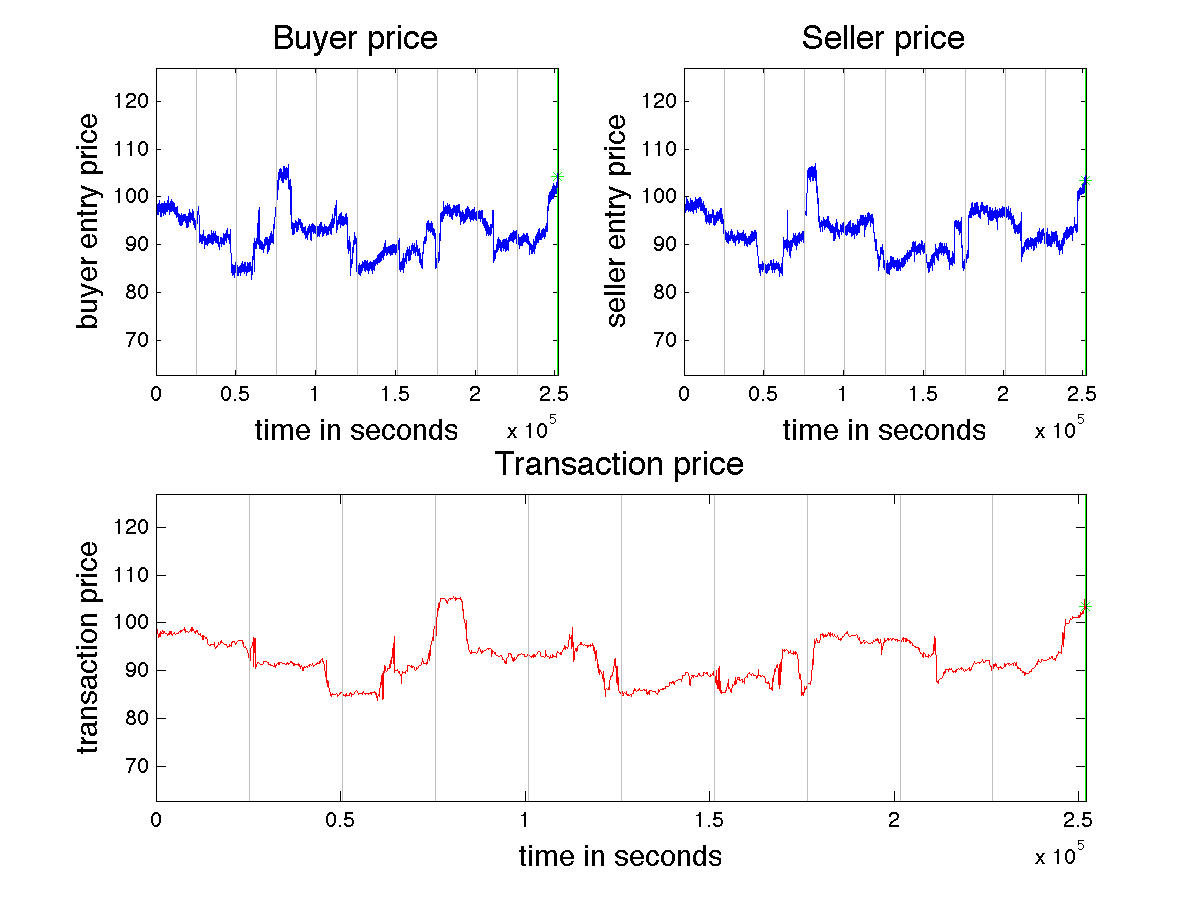 Buyer price
buyer entry price
120
110
100
90
80
70
0 0.5 1 1.5 2 2.5
x 10^5
time in seconds
Seller price
seller entry price
120
110
100
90
80
70
0 0.5 1 1.5 2 2.5
x 10^5
time in seconds
Transaction price
transaction price
120
110
100
90
80
70
0 0.5 1 1.5 2 2.5
x 10^5
time in seconds